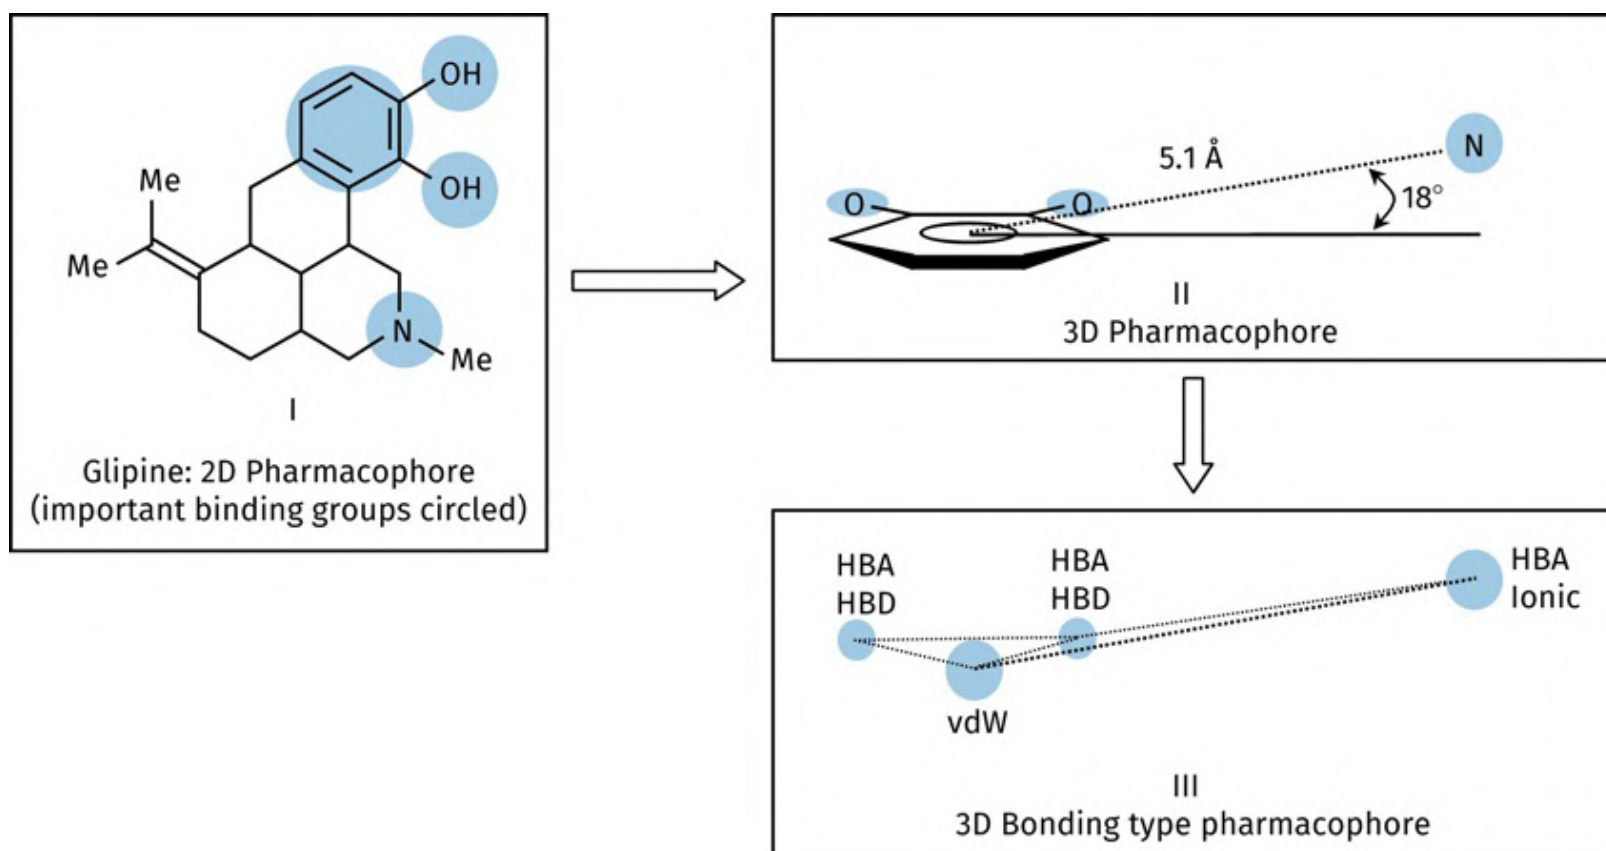 OH
OH
Me
Me
N
Me
I
Glipine: 2D Pharmacophore
(important binding groups circled)
5.1 Å
N
18°
O
O
II
3D Pharmacophore
HBA
HBD
HBA
HBD
HBA
Ionic
vdW
III
3D Bonding type pharmacophore